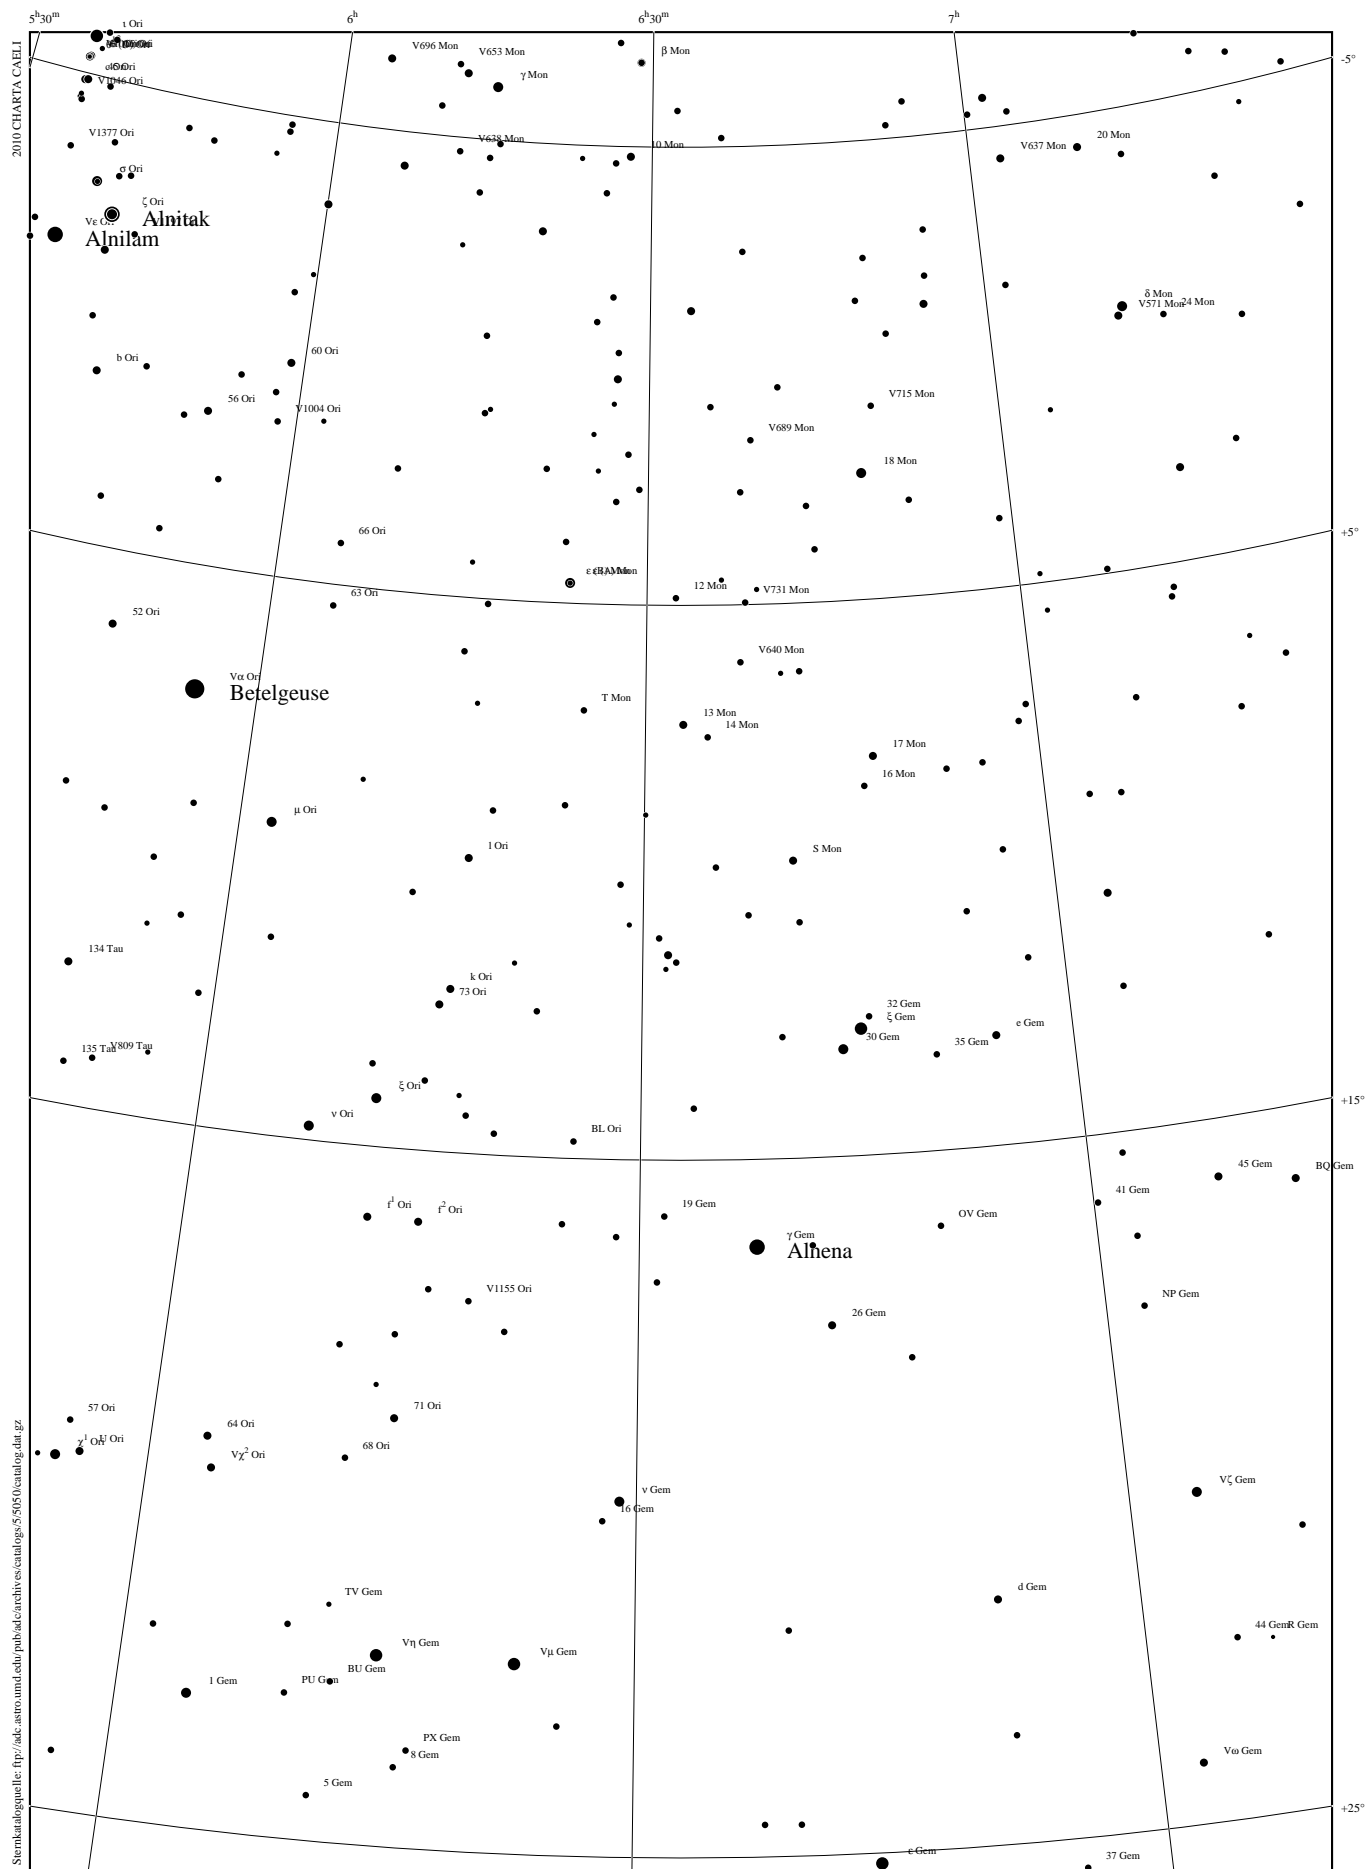 5h30m
6h
6h30m
7h
2010 CHARTA CAELI
ι Ori
V696 Mon
V653 Mon
β Mon
γ Mon
-5°
V1046 Ori
V1377 Ori
V638 Mon
10 Mon
V637 Mon
20 Mon
σ Ori
ζ Ori
Alnitak
Vε Ori
Alnilam
δ Mon
V571 Mon
24 Mon
b Ori
60 Ori
56 Ori
V1004 Ori
V715 Mon
V689 Mon
18 Mon
66 Ori
+5°
63 Ori
12 Mon
V731 Mon
52 Ori
V640 Mon
Vα Ori
Betelgeuse
T Mon
13 Mon
14 Mon
17 Mon
16 Mon
μ Ori
l Ori
S Mon
134 Tau
k Ori
73 Ori
32 Gem
ξ Gem
30 Gem
35 Gem
e Gem
135 Tau
V809 Tau
ξ Ori
ν Ori
BL Ori
+15°
45 Gem
BQ Gem
41 Gem
f1 Ori
f2 Ori
19 Gem
OV Gem
γ Gem
Alhena
V1155 Ori
NP Gem
26 Gem
57 Ori
71 Ori
64 Ori
χ1 Ori
U Ori
68 Ori
Vχ2 Ori
ν Gem
16 Gem
Vζ Gem
TV Gem
d Gem
44 Gem
R Gem
Vη Gem
Vμ Gem
BU Gem
1 Gem
PU Gem
PX Gem
8 Gem
Vω Gem
5 Gem
+25°
ε Gem
37 Gem
Sternkatalogquelle: ftp://adc.astro.umd.edu/pub/adc/archives/catalogs/5/5050/catalog.dat.gz